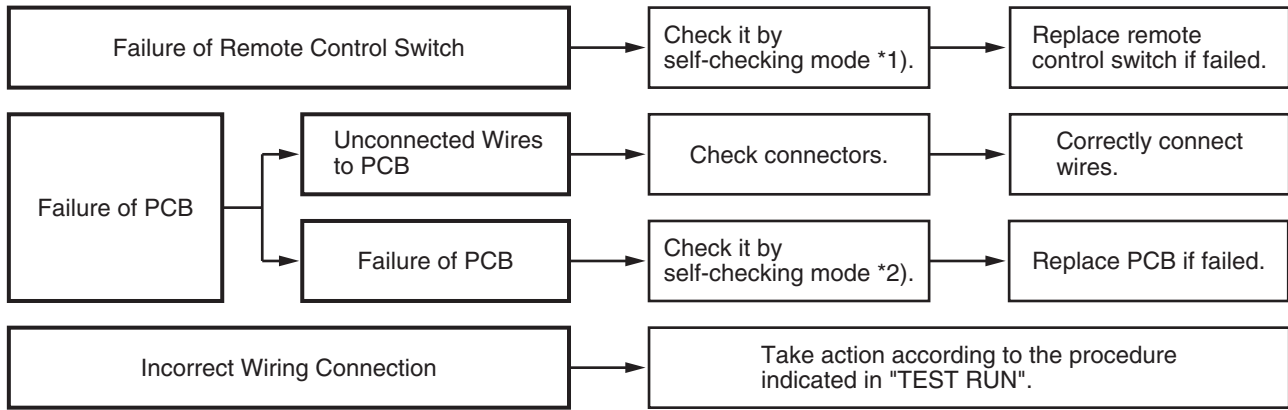 Failure of Remote Control Switch
Check it by
self-checking mode *1).
Replace remote
control switch if failed.
Failure of PCB
Unconnected Wires
to PCB
Check connectors.
Correctly connect
wires.
Failure of PCB
Check it by
self-checking mode *2).
Replace PCB if failed.
Incorrect Wiring Connection
Take action according to the procedure
indicated in "TEST RUN".